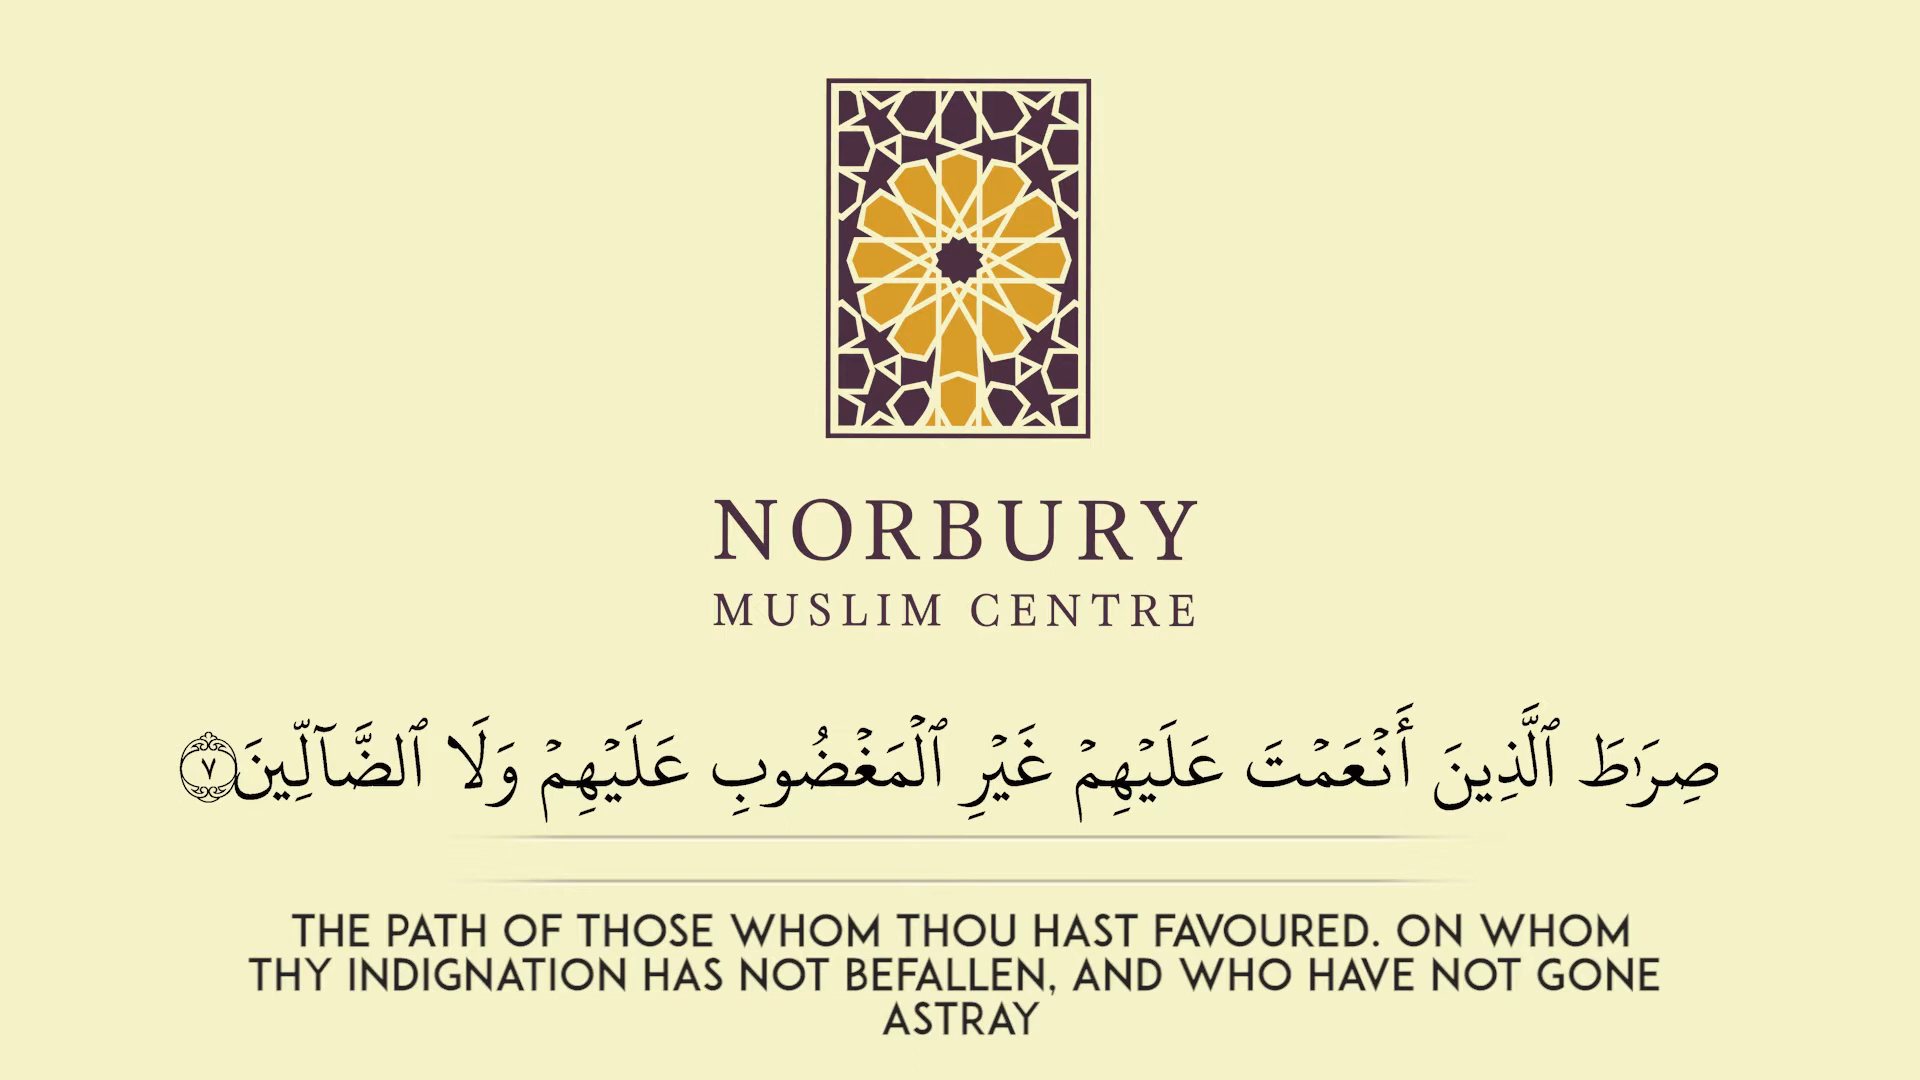 NORBURY
MUSLIM CENTRE
صِرَٰطَ ٱلَّذِينَ أَنْعَمْتَ عَلَيْهِمْ غَيْرِ ٱلْمَغْضُوبِ عَلَيْهِمْ وَلَا ٱلضَّآلِّينَ ٧
THE PATH OF THOSE WHOM THOU HAST FAVOURED. ON WHOM
THY INDIGNATION HAS NOT BEFALLEN, AND WHO HAVE NOT GONE
ASTRAY